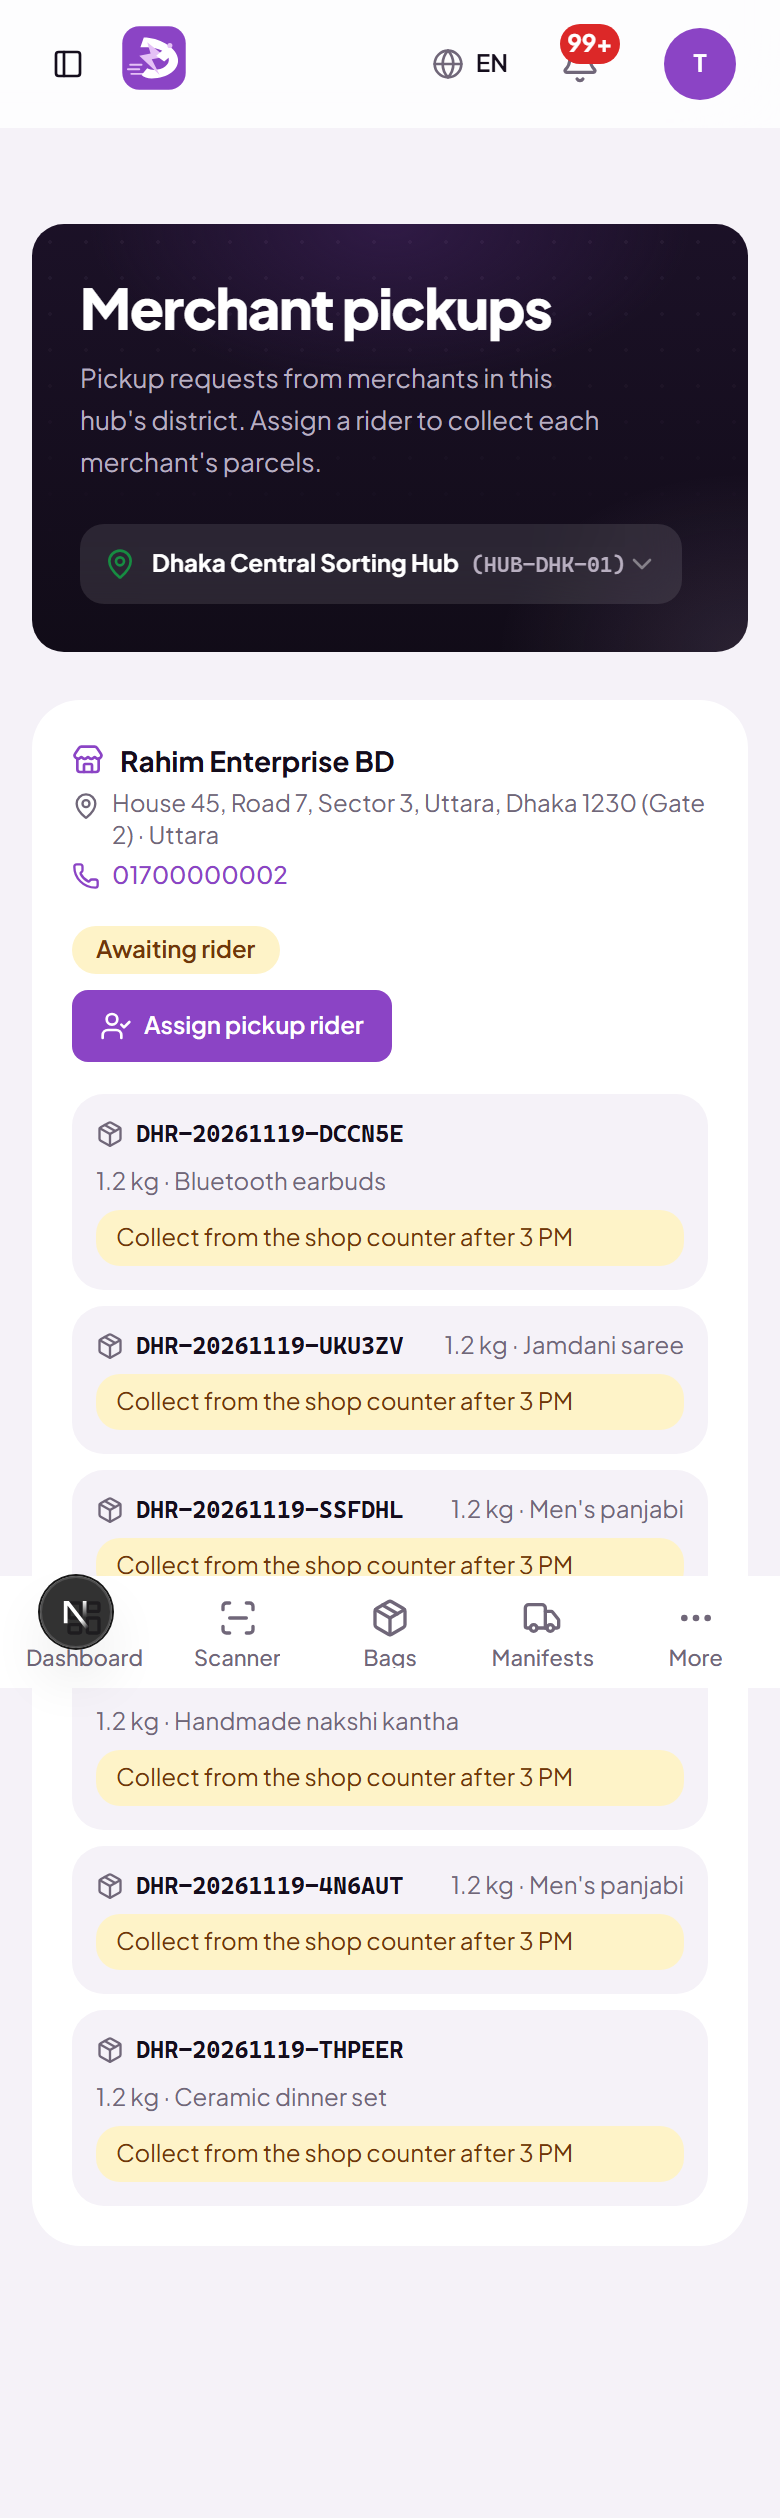 EN
99+
T
Merchant pickups
Pickup requests from merchants in this
hub's district. Assign a rider to collect each
merchant's parcels.
Dhaka Central Sorting Hub (HUB-DHK-01)
Rahim Enterprise BD
House 45, Road 7, Sector 3, Uttara, Dhaka 1230 (Gate
2) · Uttara
01700000002
Awaiting rider
Assign pickup rider
DHR-20261119-DCCN5E
1.2 kg · Bluetooth earbuds
Collect from the shop counter after 3 PM
DHR-20261119-UKU3ZV 1.2 kg · Jamdani saree
Collect from the shop counter after 3 PM
DHR-20261119-SSFDHL 1.2 kg · Men's panjabi
Collect from the shop counter after 3 PM
N
Dashboard Scanner Bags Manifests More
1.2 kg · Handmade nakshi kantha
Collect from the shop counter after 3 PM
DHR-20261119-4N6AUT 1.2 kg · Men's panjabi
Collect from the shop counter after 3 PM
DHR-20261119-THPEER
1.2 kg · Ceramic dinner set
Collect from the shop counter after 3 PM